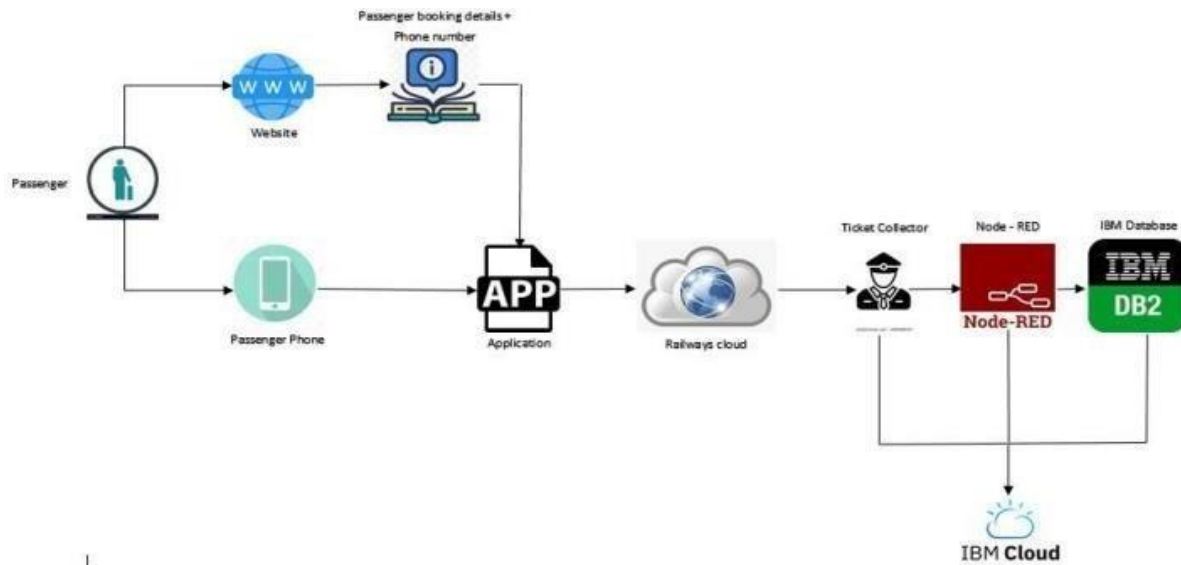 Passenger booking details +
Phone number
i
WWW
Website
Passenger
Passenger Phone
APP
Application
Railways cloud
Ticket Collector
Node - RED
Node-RED
IBM Database
IBM
DB2
IBM Cloud